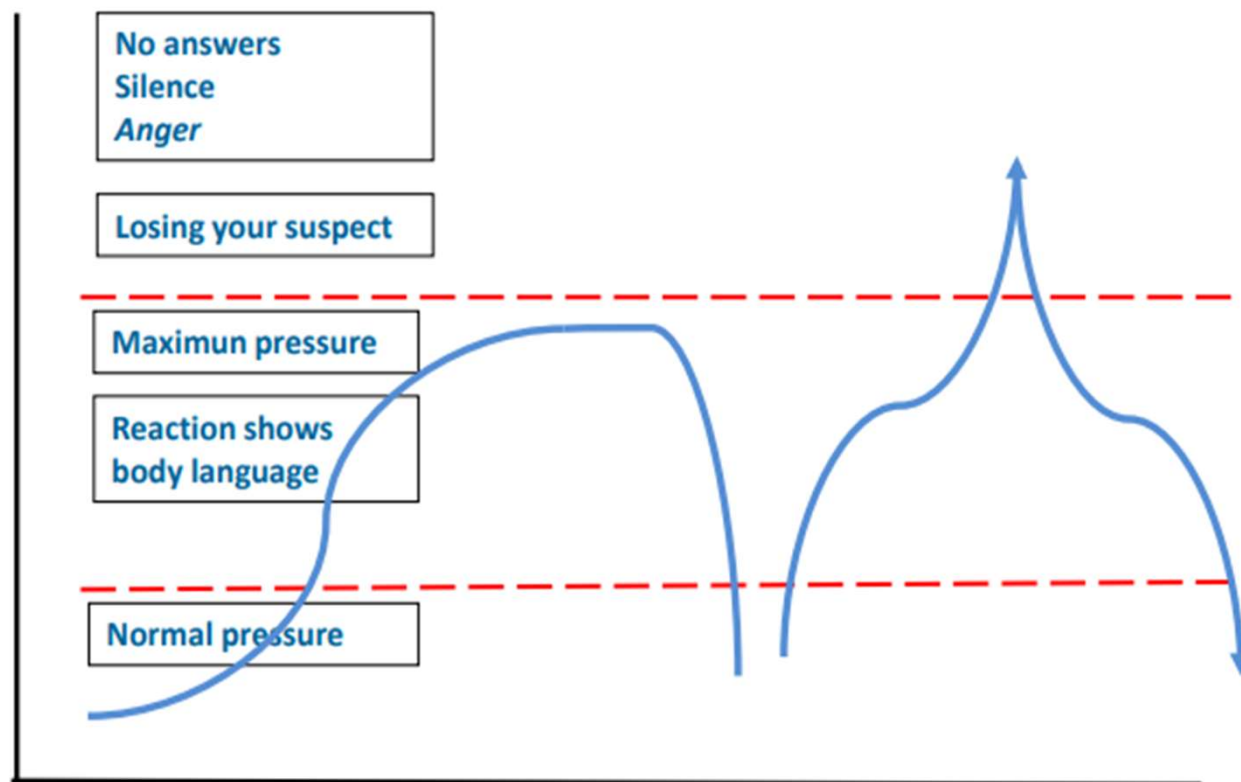 No answers
Silence
Anger
Losing your suspect
Maximun pressure
Reaction shows
body language
Normal pressure